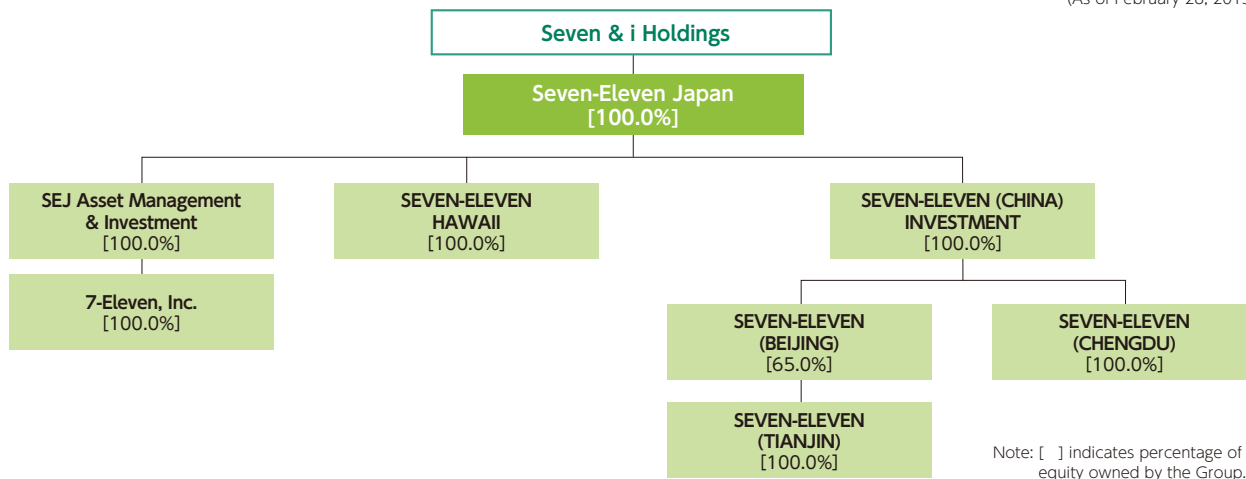 (As of February 28, 2015
Seven & i Holdings
Seven-Eleven Japan
[100.0%]
SEJ Asset Management
& Investment
[100.0%]
SEVEN-ELEVEN
HAWAII
[100.0%]
SEVEN-ELEVEN (CHINA)
INVESTMENT
[100.0%]
7-Eleven, Inc.
[100.0%]
SEVEN-ELEVEN
(BEIJING)
[65.0%]
SEVEN-ELEVEN
(CHENGDU)
[100.0%]
SEVEN-ELEVEN
(TIANJIN)
[100.0%]
Note: [ ] indicates percentage of
equity owned by the Group.